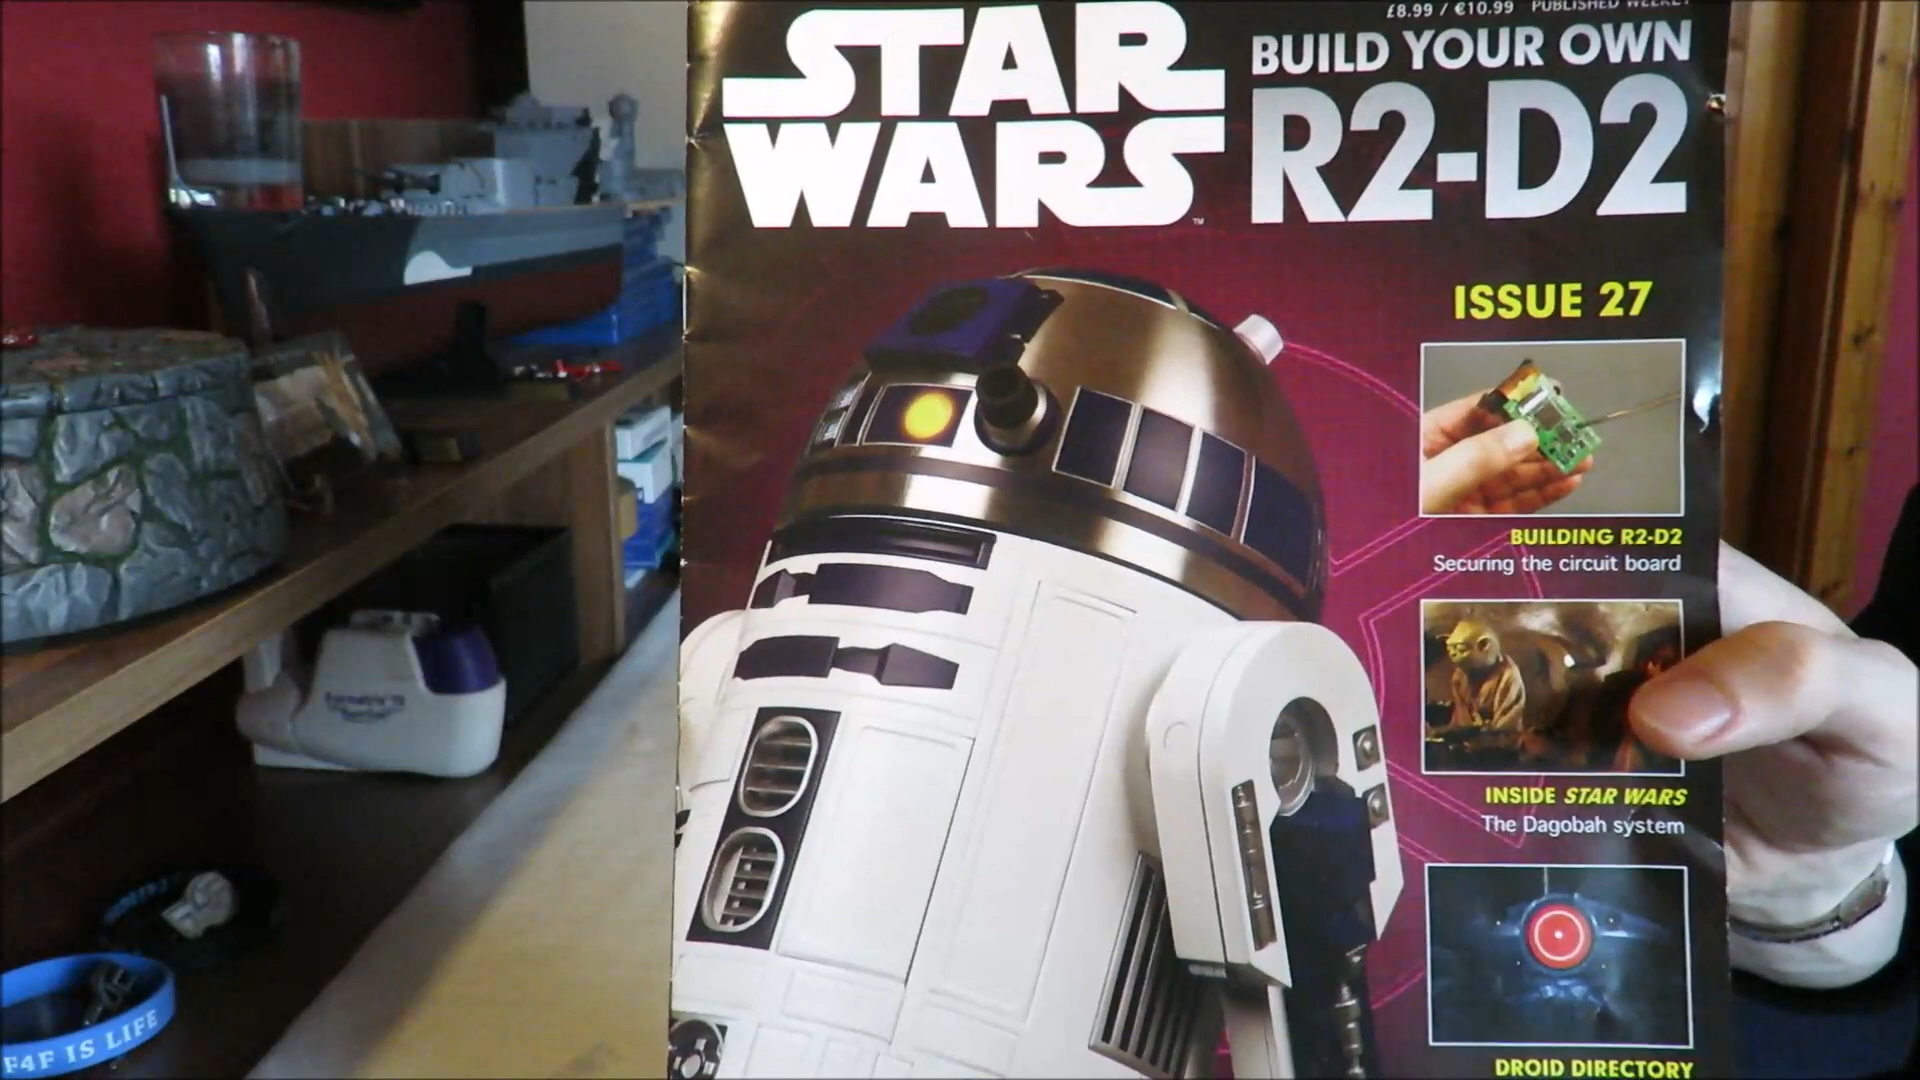 £8.99 / €10.99 PUBLISHED WEEKLY
STAR
WARS
™
BUILD YOUR OWN
R2-D2
ISSUE 27
BUILDING R2-D2
Securing the circuit board
INSIDE STAR WARS
The Dagobah system
DROID DIRECTORY
F4F IS LIFE